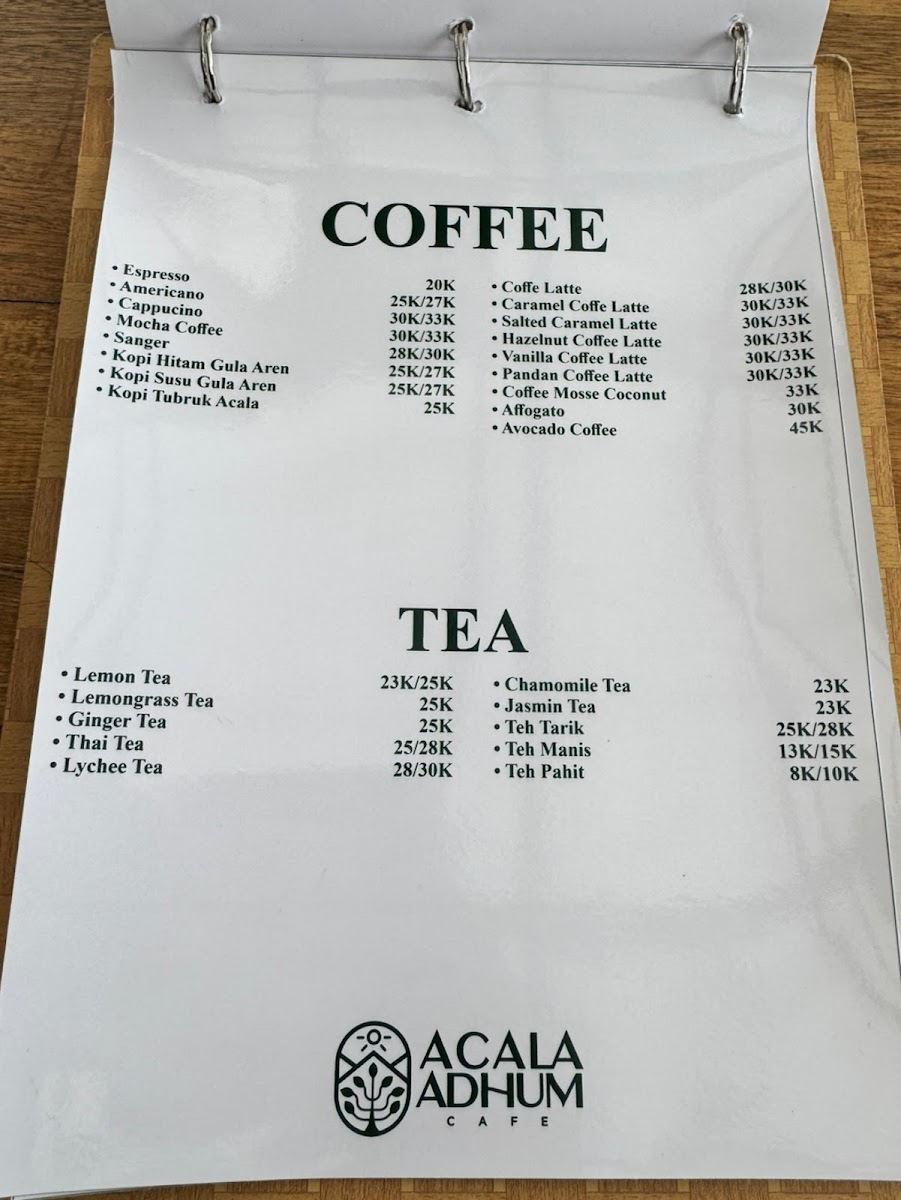 COFFEE
• Espresso 20K
• Americano 25K/27K
• Cappucino 30K/33K
• Mocha Coffee 30K/33K
• Sanger 28K/30K
• Kopi Hitam Gula Aren 25K/27K
• Kopi Susu Gula Aren 25K/27K
• Kopi Tubruk Acala 25K
• Coffe Latte 28K/30K
• Caramel Coffe Latte 30K/33K
• Salted Caramel Latte 30K/33K
• Hazelnut Coffee Latte 30K/33K
• Vanilla Coffee Latte 30K/33K
• Pandan Coffee Latte 30K/33K
• Coffee Mosse Coconut 33K
• Affogato 30K
• Avocado Coffee 45K
TEA
• Lemon Tea 23K/25K
• Lemongrass Tea 25K
• Ginger Tea 25K
• Thai Tea 25/28K
• Lychee Tea 28/30K
• Chamomile Tea 23K
• Jasmin Tea 23K
• Teh Tarik 25K/28K
• Teh Manis 13K/15K
• Teh Pahit 8K/10K
ACALA
ADHUM
CAFE